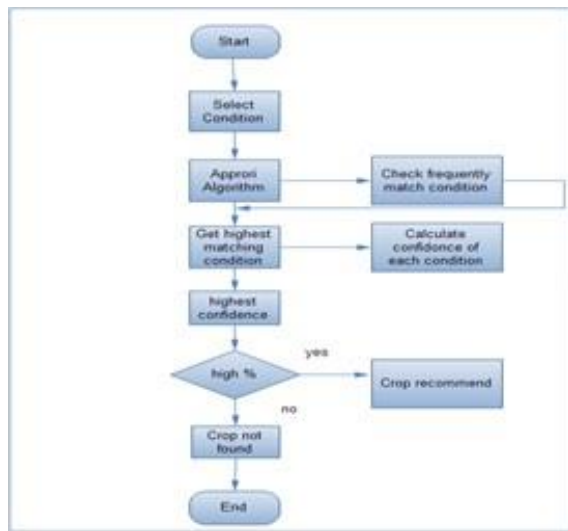 Start
Select
Condition
Approri
Algorithm
Check frequently
match condition
Get highest
matching
condition
Calculate
confidence of
each condition
highest
confidence
high %
yes
Crop recommend
no
Crop not
found
End